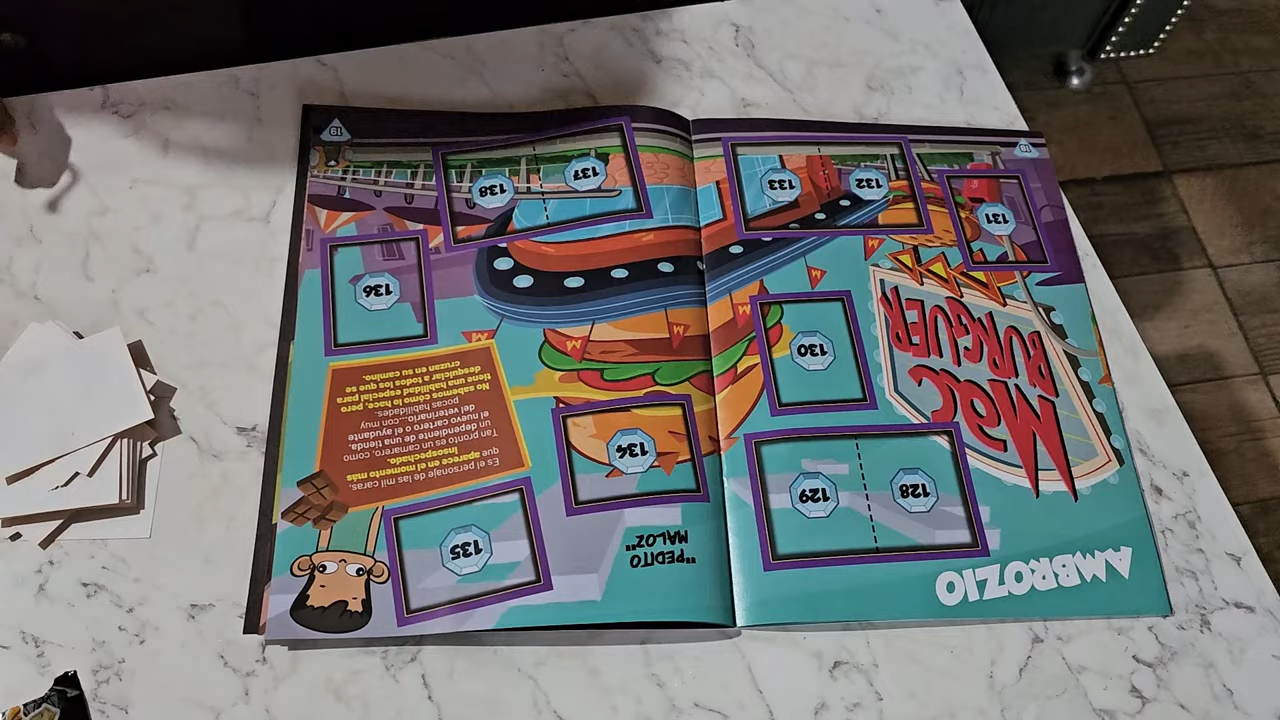 AMBROZIO
128
129
Mac
BURGUER
130
131
132
133
18
"PEDITO
MALOZ"
134
135
Es el personaje de las mil caras,
que aparece en el momento más
insospechado.
Tan pronto es un camarero, como
un dependiente de una tienda,
el nuevo cartero o el ayudante
del veterinario...con muy
pocas habilidades.
No sabemos cómo lo hace, pero
tiene una habilidad especial para
desquiciar a todos los que se
cruzan en su camino.
136
137
138
19
M
M
M
M
M
M